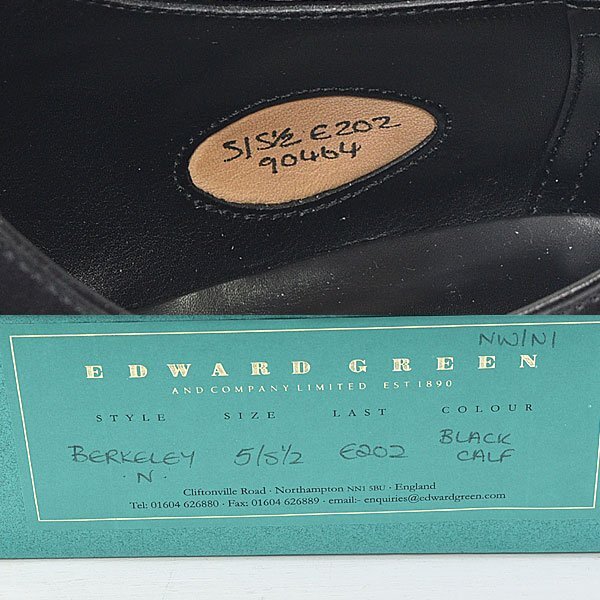 5/5½ E202
90464
NW/N1
EDWARD GREEN
AND COMPANY LIMITED EST 1890
STYLE SIZE LAST COLOUR
BERKELEY 5/5½ E202 BLACK CALF
·N·
Cliftonville Road · Northampton NN1 5BU · England
Tel: 01604 626880 · Fax: 01604 626889 · email:- enquiries@edwardgreen.com